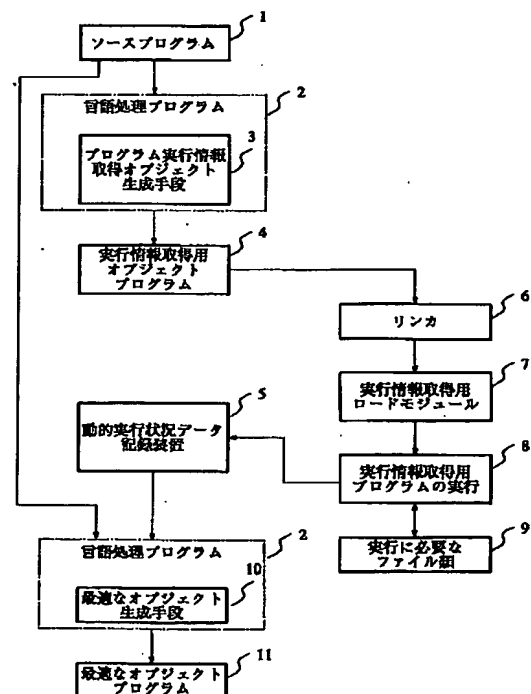 1
ソースプログラム
2
言語処理プログラム
3
プログラム実行情報
取得オブジェクト
生成手段
4
実行情報取得用
オブジェクト
プログラム
6
リンカ
7
実行情報取得用
ロードモジュール
5
動的実行状況データ
記録装置
8
実行情報取得用
プログラムの実行
9
実行に必要な
ファイル類
2
言語処理プログラム
10
最適なオブジェクト
生成手段
11
最適なオブジェクト
プログラム